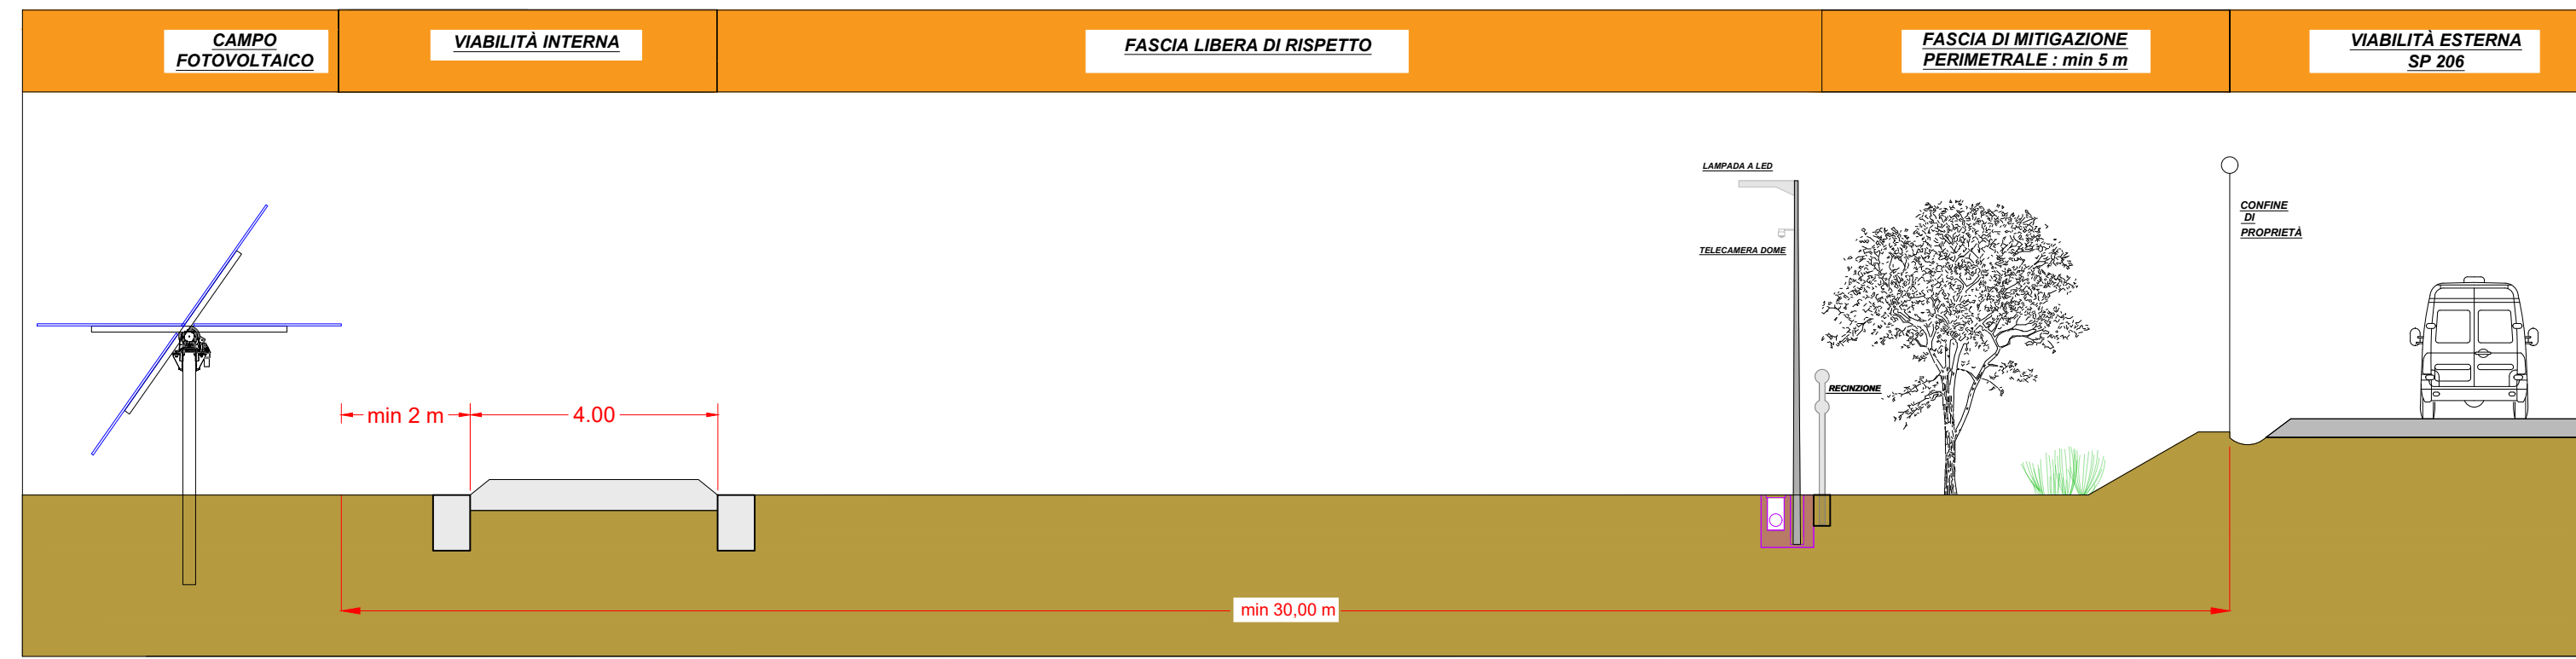 CAMPO
FOTOVOLTAICO
VIABILITÀ INTERNA
FASCIA LIBERA DI RISPETTO
FASCIA DI MITIGAZIONE
PERIMETRALE : min 5 m
VIABILITÀ ESTERNA
SP 206
LAMPADA A LED
TELECAMERA DOME
RECINZIONE
CONFINE
DI
PROPRIETÀ
min 2 m
4.00
min 30,00 m